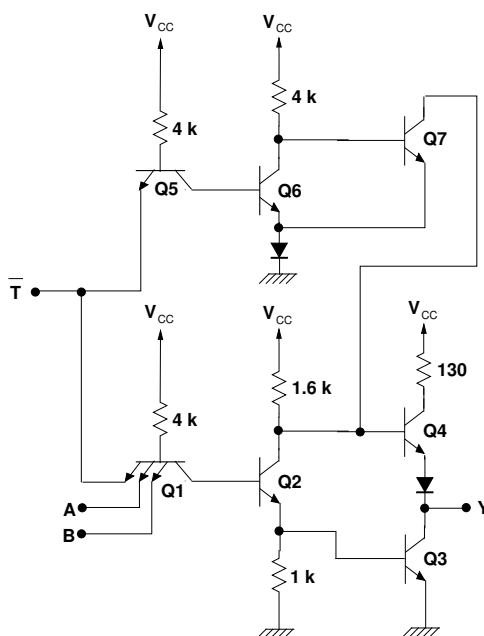 V_CC V_CC
4 k 4 k
Q7
Q5 Q6
T̅
V_CC V_CC V_CC
1.6 k 130
4 k
Q4
Q1 Q2
A
Y
B
Q3
1 k